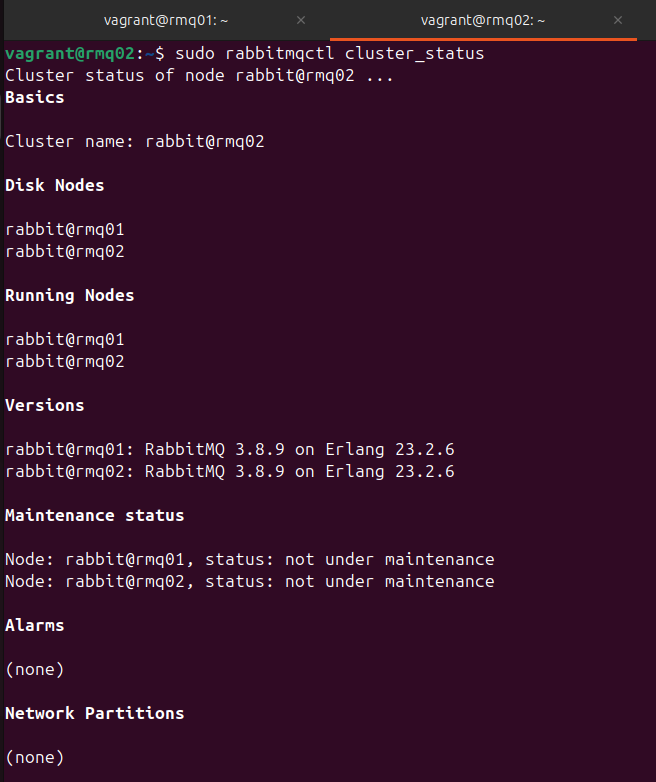 vagrant@rmq01: ~ × vagrant@rmq02: ~ ×
vagrant@rmq02:~$ sudo rabbitmqctl cluster_status
Cluster status of node rabbit@rmq02 ...
Basics
Cluster name: rabbit@rmq02
Disk Nodes
rabbit@rmq01
rabbit@rmq02
Running Nodes
rabbit@rmq01
rabbit@rmq02
Versions
rabbit@rmq01: RabbitMQ 3.8.9 on Erlang 23.2.6
rabbit@rmq02: RabbitMQ 3.8.9 on Erlang 23.2.6
Maintenance status
Node: rabbit@rmq01, status: not under maintenance
Node: rabbit@rmq02, status: not under maintenance
Alarms
(none)
Network Partitions
(none)